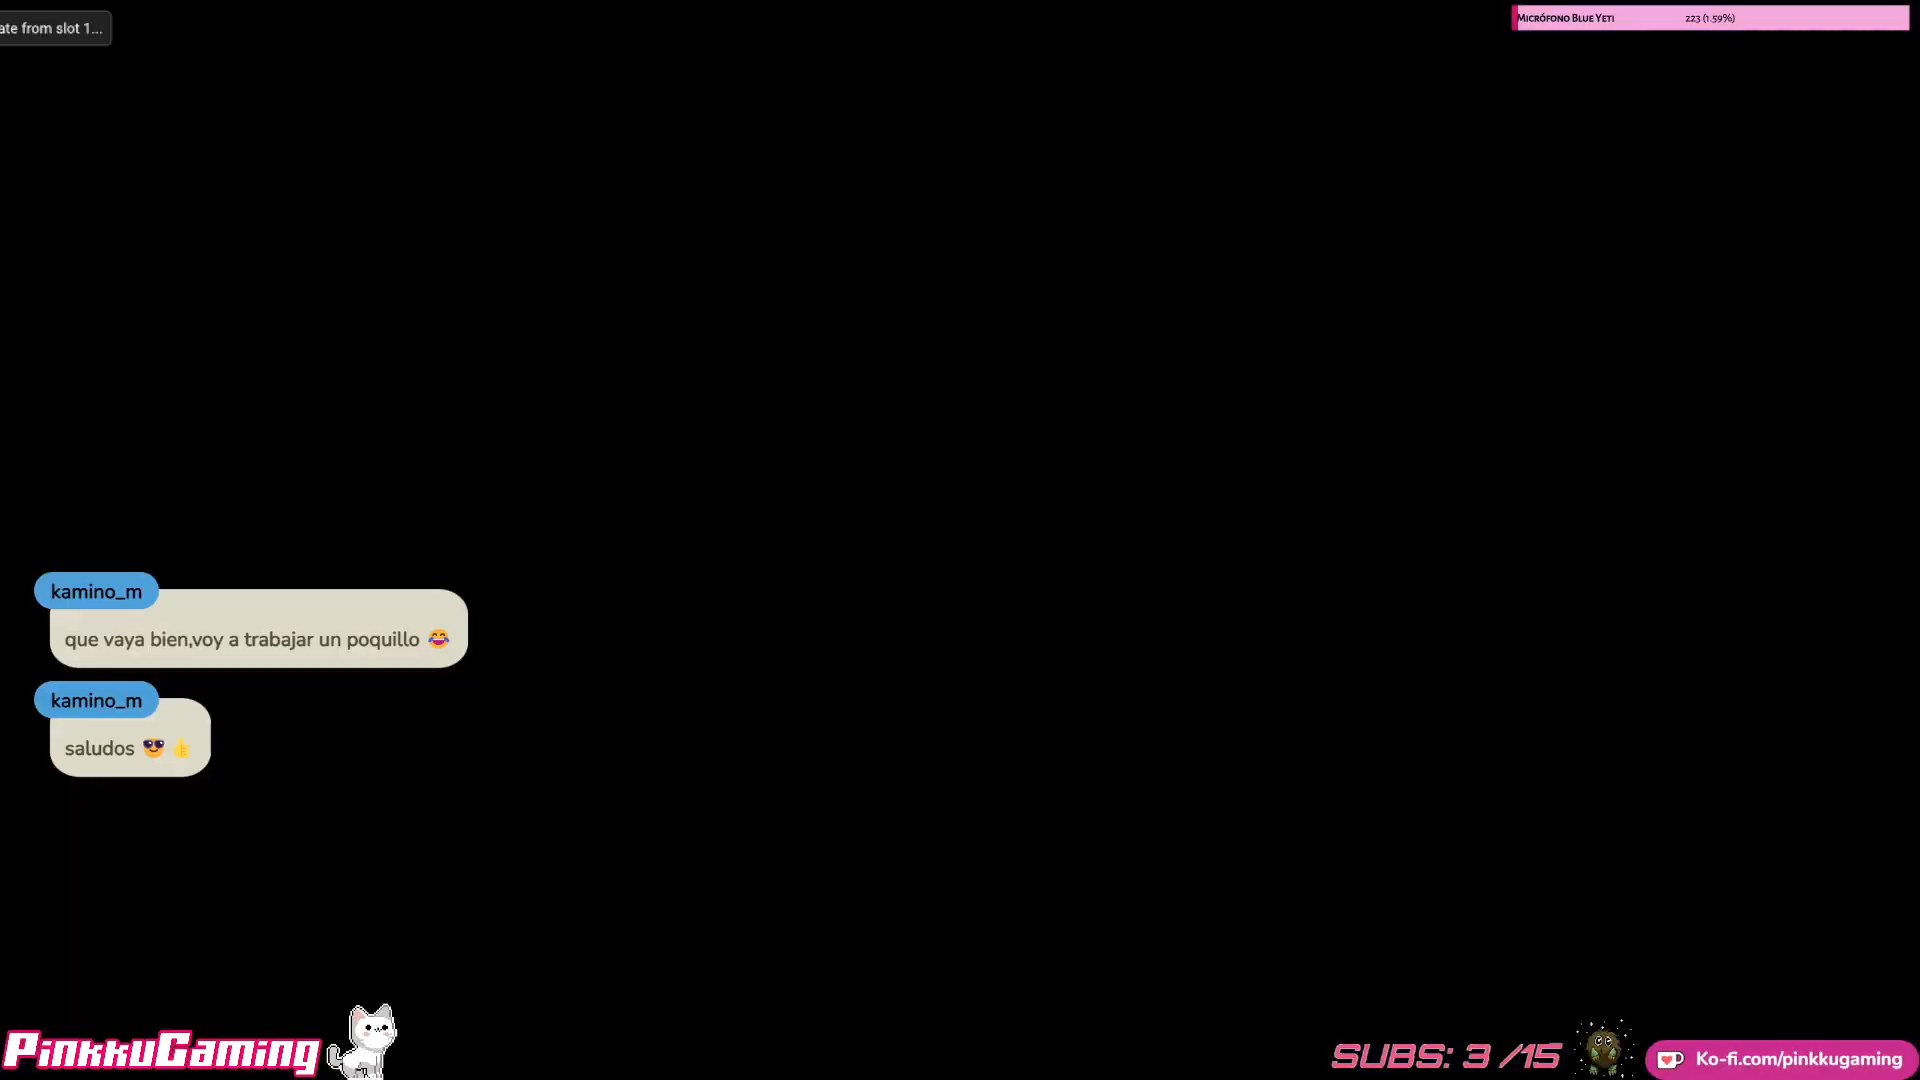 ate from slot 1...
Micrófono Blue Yeti 223 (1.59%)
kamino_m
que vaya bien,voy a trabajar un poquillo 😂
kamino_m
saludos 😎 👍
PinkkuGaming
SUBS: 3 /15
Ko-fi.com/pinkkugaming